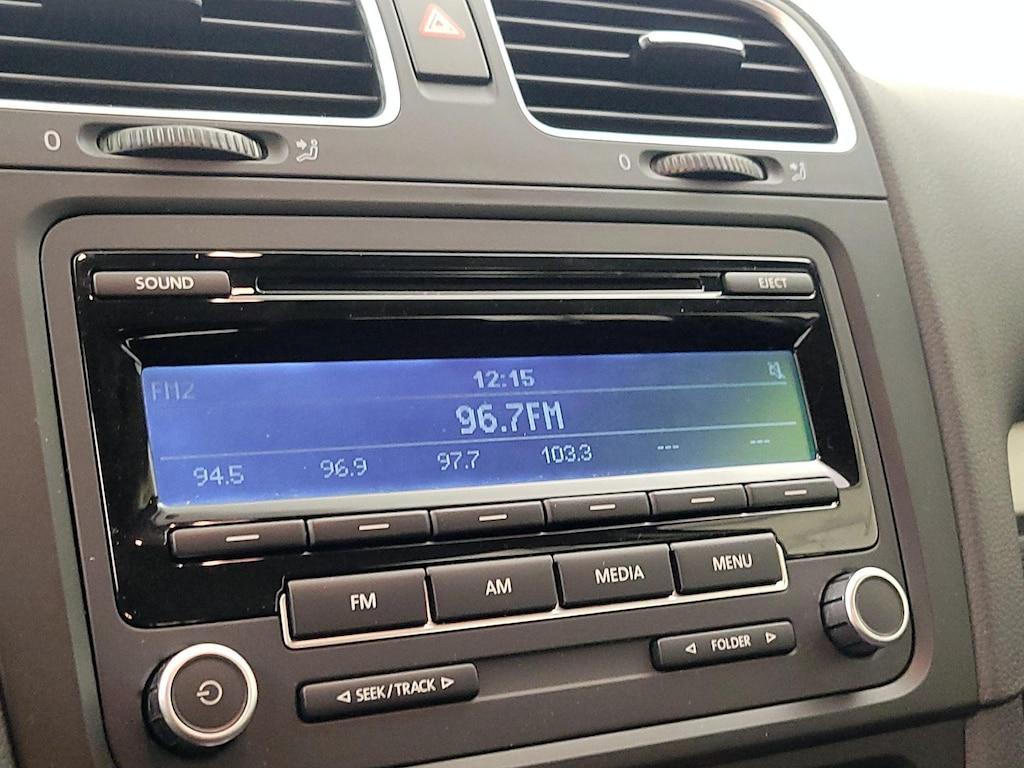 0
0
SOUND
EJECT
FM2
12:15
96.7FM
94.5 96.9 97.7 103.3 --- ---
FM AM MEDIA MENU
◁ SEEK/TRACK ▷
◁ FOLDER ▷